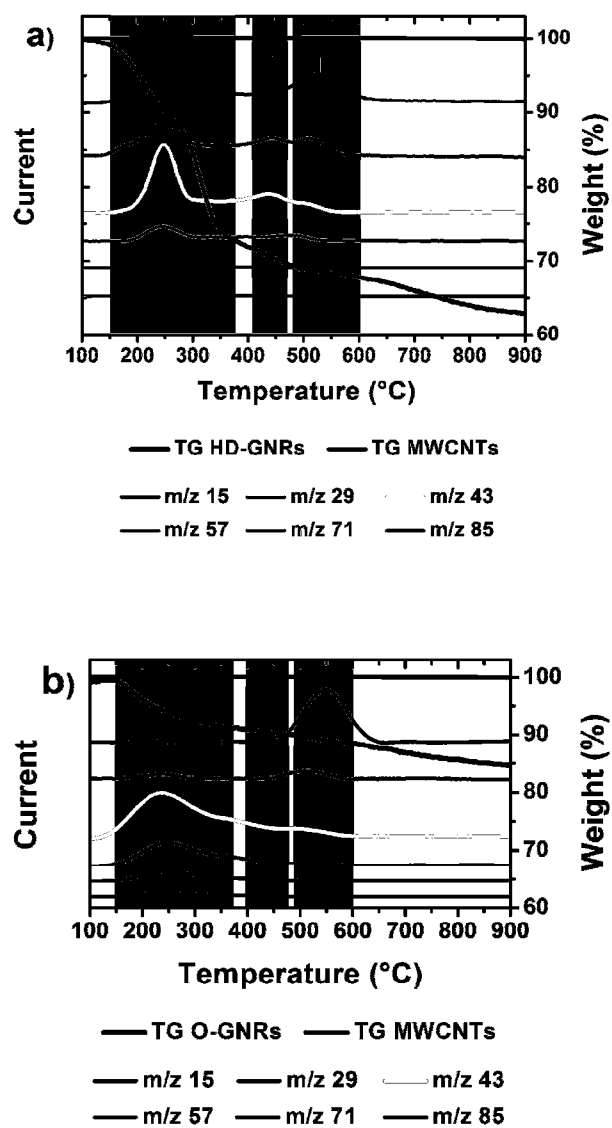 a)
100
90
80
70
60
Current
Weight (%)
100 200 300 400 500 600 700 800 900
Temperature (°C)
TG HD-GNRs TG MWCNTs
m/z 15 m/z 29 m/z 43
m/z 57 m/z 71 m/z 85
b)
100
90
80
70
60
Current
Weight (%)
100 200 300 400 500 600 700 800 900
Temperature (°C)
TG O-GNRs TG MWCNTs
m/z 15 m/z 29 m/z 43
m/z 57 m/z 71 m/z 85